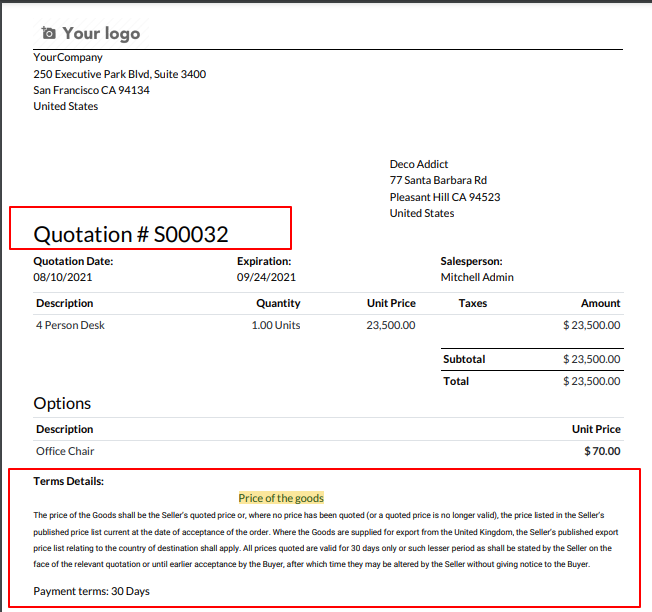 Your logo
YourCompany
250 Executive Park Blvd, Suite 3400
San Francisco CA 94134
United States
Deco Addict
77 Santa Barbara Rd
Pleasant Hill CA 94523
United States
Quotation # S00032
Quotation Date: Expiration: Salesperson:
08/10/2021 09/24/2021 Mitchell Admin
Description Quantity Unit Price Taxes Amount
4 Person Desk 1.00 Units 23,500.00 $ 23,500.00
Subtotal $ 23,500.00
Total $ 23,500.00
Options
Description Unit Price
Office Chair $ 70.00
Terms Details:
Price of the goods
The price of the Goods shall be the Seller's quoted price or, where no price has been quoted (or a quoted price is no longer valid), the price listed in the Seller's
published price list current at the date of acceptance of the order. Where the Goods are supplied for export from the United Kingdom, the Seller's published export
price list relating to the country of destination shall apply. All prices quoted are valid for 30 days only or such lesser period as shall be stated by the Seller on the
face of the relevant quotation or until earlier acceptance by the Buyer, after which time they may be altered by the Seller without giving notice to the Buyer.
Payment terms: 30 Days